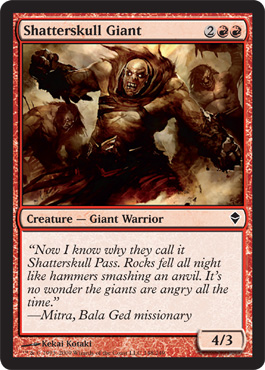 Shatterskull Giant 2
Creature — Giant Warrior
“Now I know why they call it
Shatterskull Pass. Rocks fell all night
like hammers smashing an anvil. It’s
no wonder the giants are angry all the
time.”
—Mitra, Bala Ged missionary
Kekai Kotaki
4/3